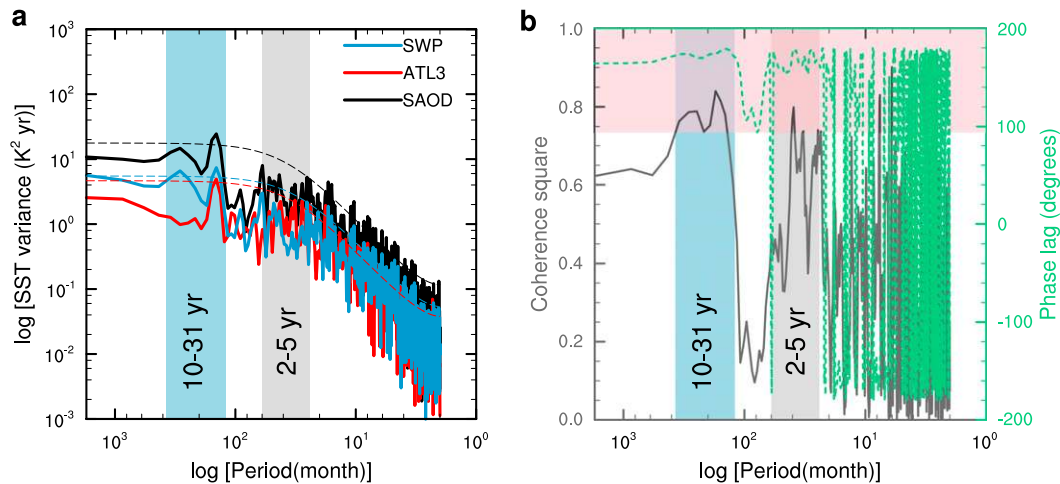 a
log [SST variance (K² yr)]
10³
10²
10¹
10⁰
10⁻¹
10⁻²
10⁻³
SWP
ATL3
SAOD
10-31 yr
2-5 yr
10³
10²
10¹
10⁰
log [Period(month)]
b
Coherence square
1.0
0.8
0.6
0.4
0.2
0.0
10-31 yr
2-5 yr
200
100
0
-100
-200
Phase lag (degrees)
10³
10²
10¹
10⁰
log [Period(month)]